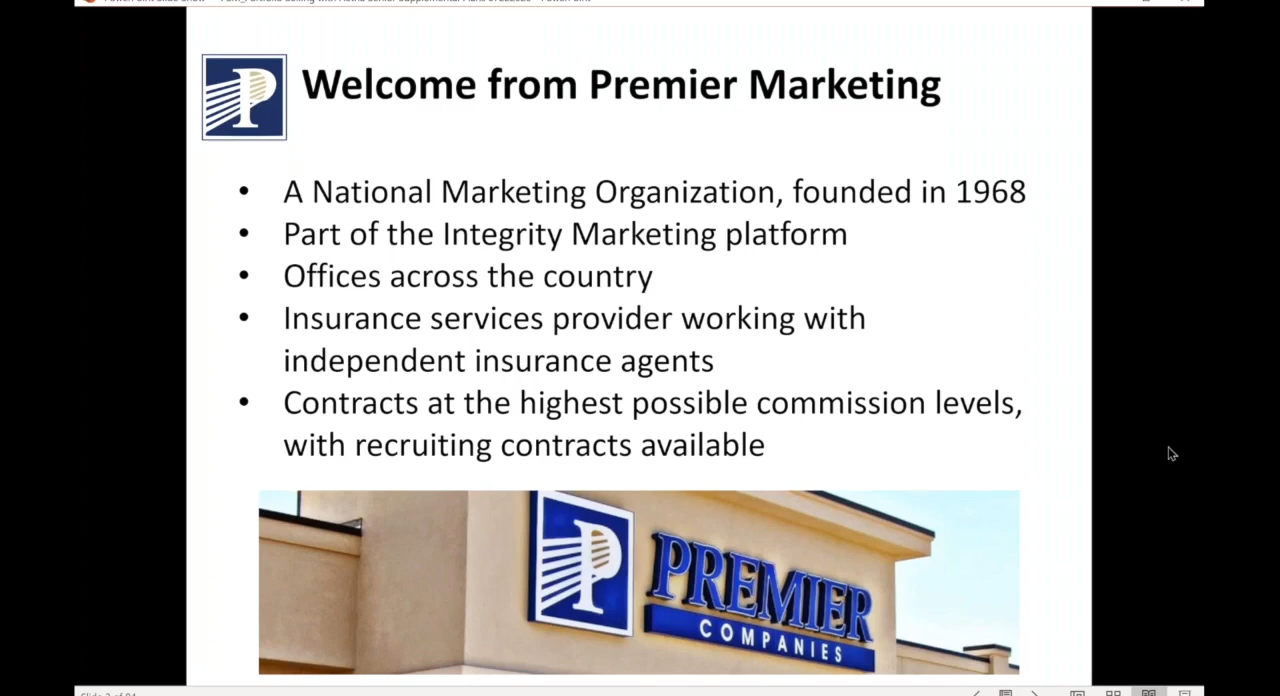 Welcome from Premier Marketing
• A National Marketing Organization, founded in 1968
• Part of the Integrity Marketing platform
• Offices across the country
• Insurance services provider working with
independent insurance agents
• Contracts at the highest possible commission levels,
with recruiting contracts available
P
PREMIER
COMPANIES